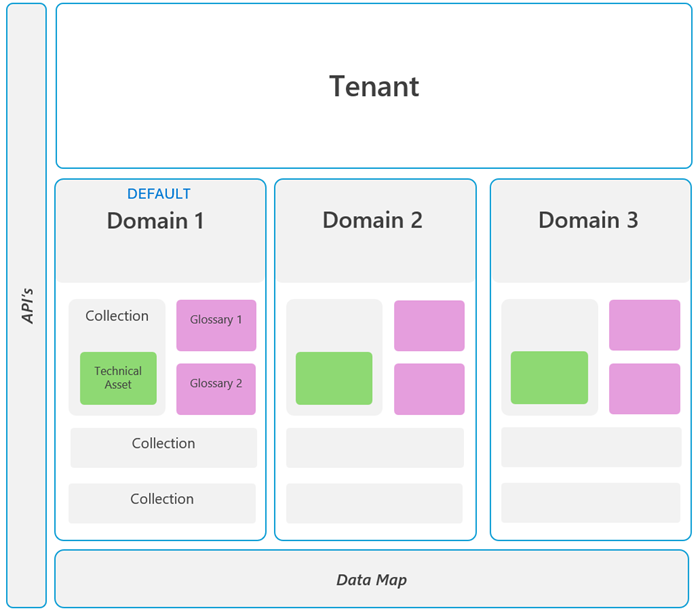 Tenant
API's
DEFAULT
Domain 1
Domain 2
Domain 3
Collection
Glossary 1
Technical
Asset
Glossary 2
Collection
Collection
Data Map